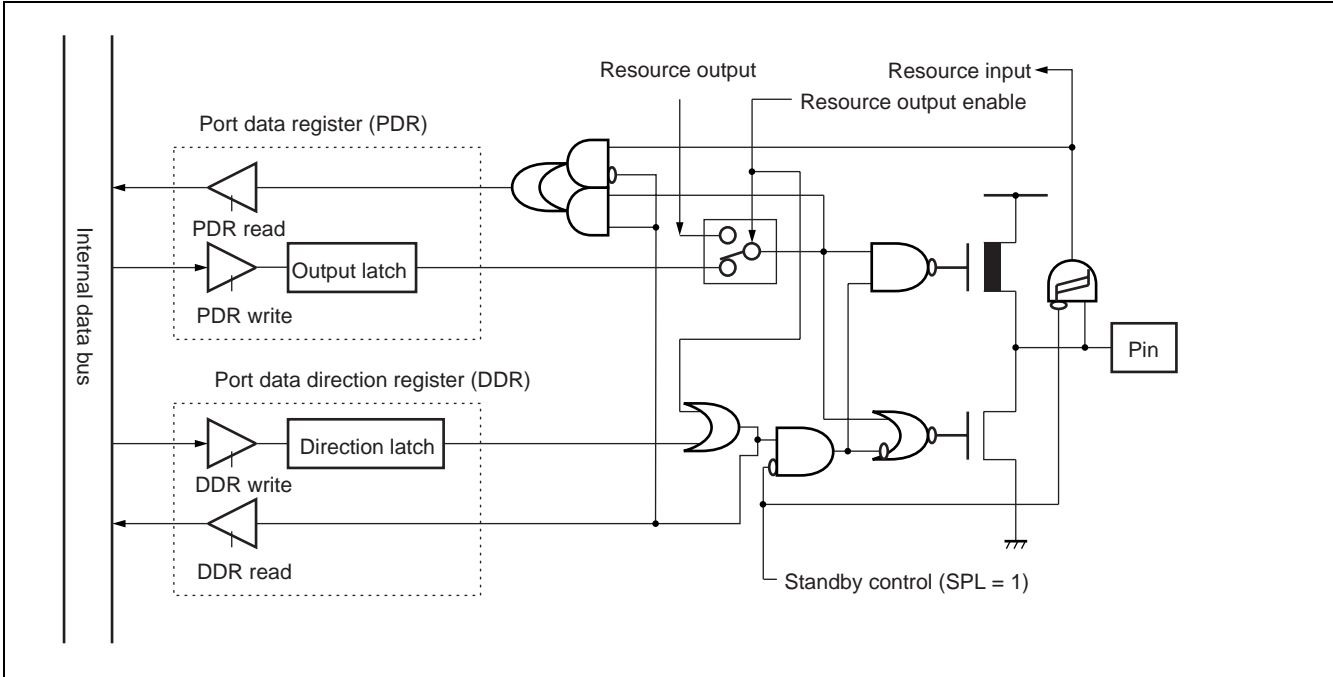 Resource output
Resource input
Resource output enable
Port data register (PDR)
PDR read
Output latch
PDR write
Internal data bus
Pin
Port data direction register (DDR)
Direction latch
DDR write
DDR read
Standby control (SPL = 1)